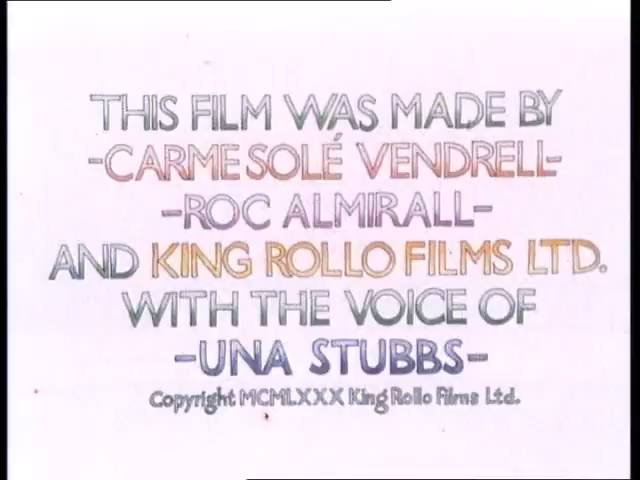 THIS FILM WAS MADE BY
-CARME SOLÉ VENDRELL-
-ROC ALMIRALL-
AND KING ROLLO FILMS LTD.
WITH THE VOICE OF
-UNA STUBBS-
Copyright MCMLXXX King Rollo Films Ltd.